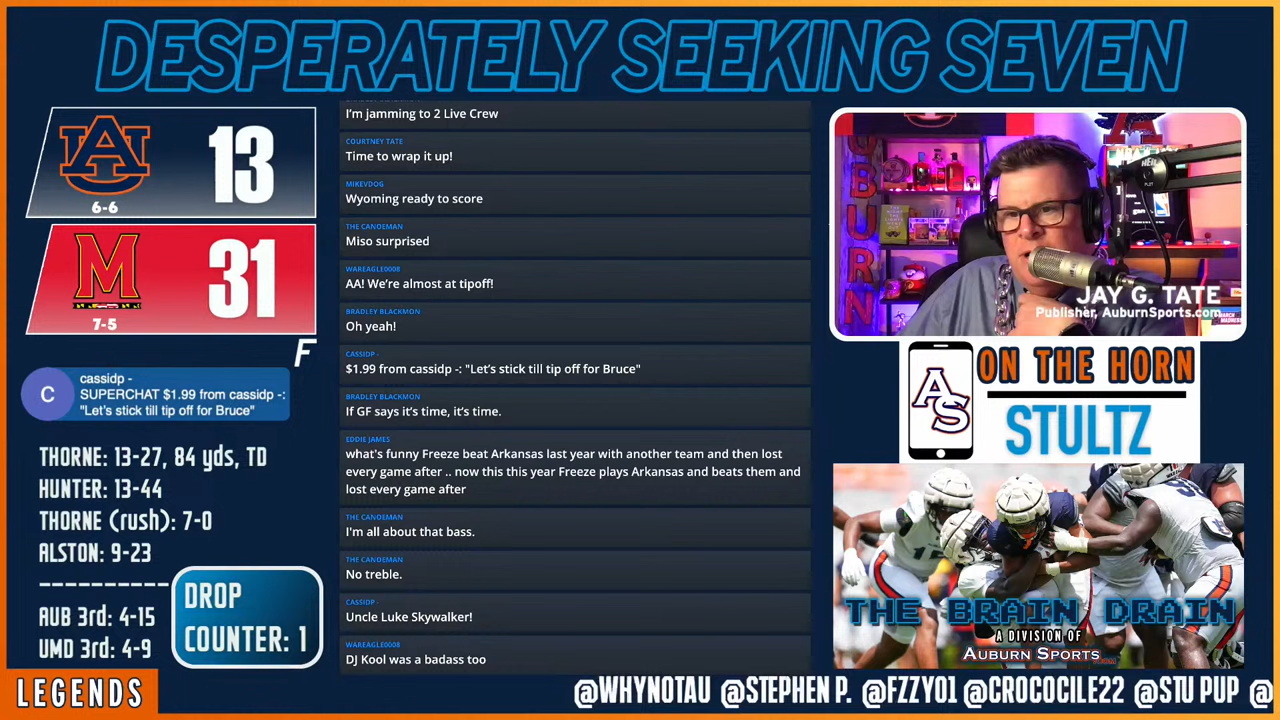 DESPERATELY SEEKING SEVEN
13
6-6
M
31
7-5
F
C
cassidp -
SUPERCHAT $1.99 from cassidp -:
"Let's stick till tip off for Bruce"
THORNE: 13-27, 84 yds, TD
HUNTER: 13-44
THORNE (rush): 7-0
ALSTON: 9-23
----------
AUB 3rd: 4-15
UMD 3rd: 4-9
DROP
COUNTER: 1
I'm jamming to 2 Live Crew
COURTNEY TATE
Time to wrap it up!
MIKEVDOG
Wyoming ready to score
THE CANOEMAN
Miso surprised
WAREAGLE0008
AA! We're almost at tipoff!
BRADLEY BLACKMON
Oh yeah!
CASSIDP -
$1.99 from cassidp -: "Let's stick till tip off for Bruce"
BRADLEY BLACKMON
If GF says it's time, it's time.
EDDIE JAMES
what's funny Freeze beat Arkansas last year with another team and then lost
every game after .. now this this year Freeze plays Arkansas and beats them and
lost every game after
THE CANOEMAN
I'm all about that bass.
THE CANOEMAN
No treble.
CASSIDP -
Uncle Luke Skywalker!
WAREAGLE0008
DJ Kool was a badass too
JAY G. TATE
Publisher, AuburnSports.com
AS
ON THE HORN
STULTZ
THE BRAIN DRAIN
A DIVISION OF
AUBURN SPORTS
LEGENDS
@WHYNOTAU @STEPHEN P. @FZZY01 @CROCOCILE22 @STU PUP @